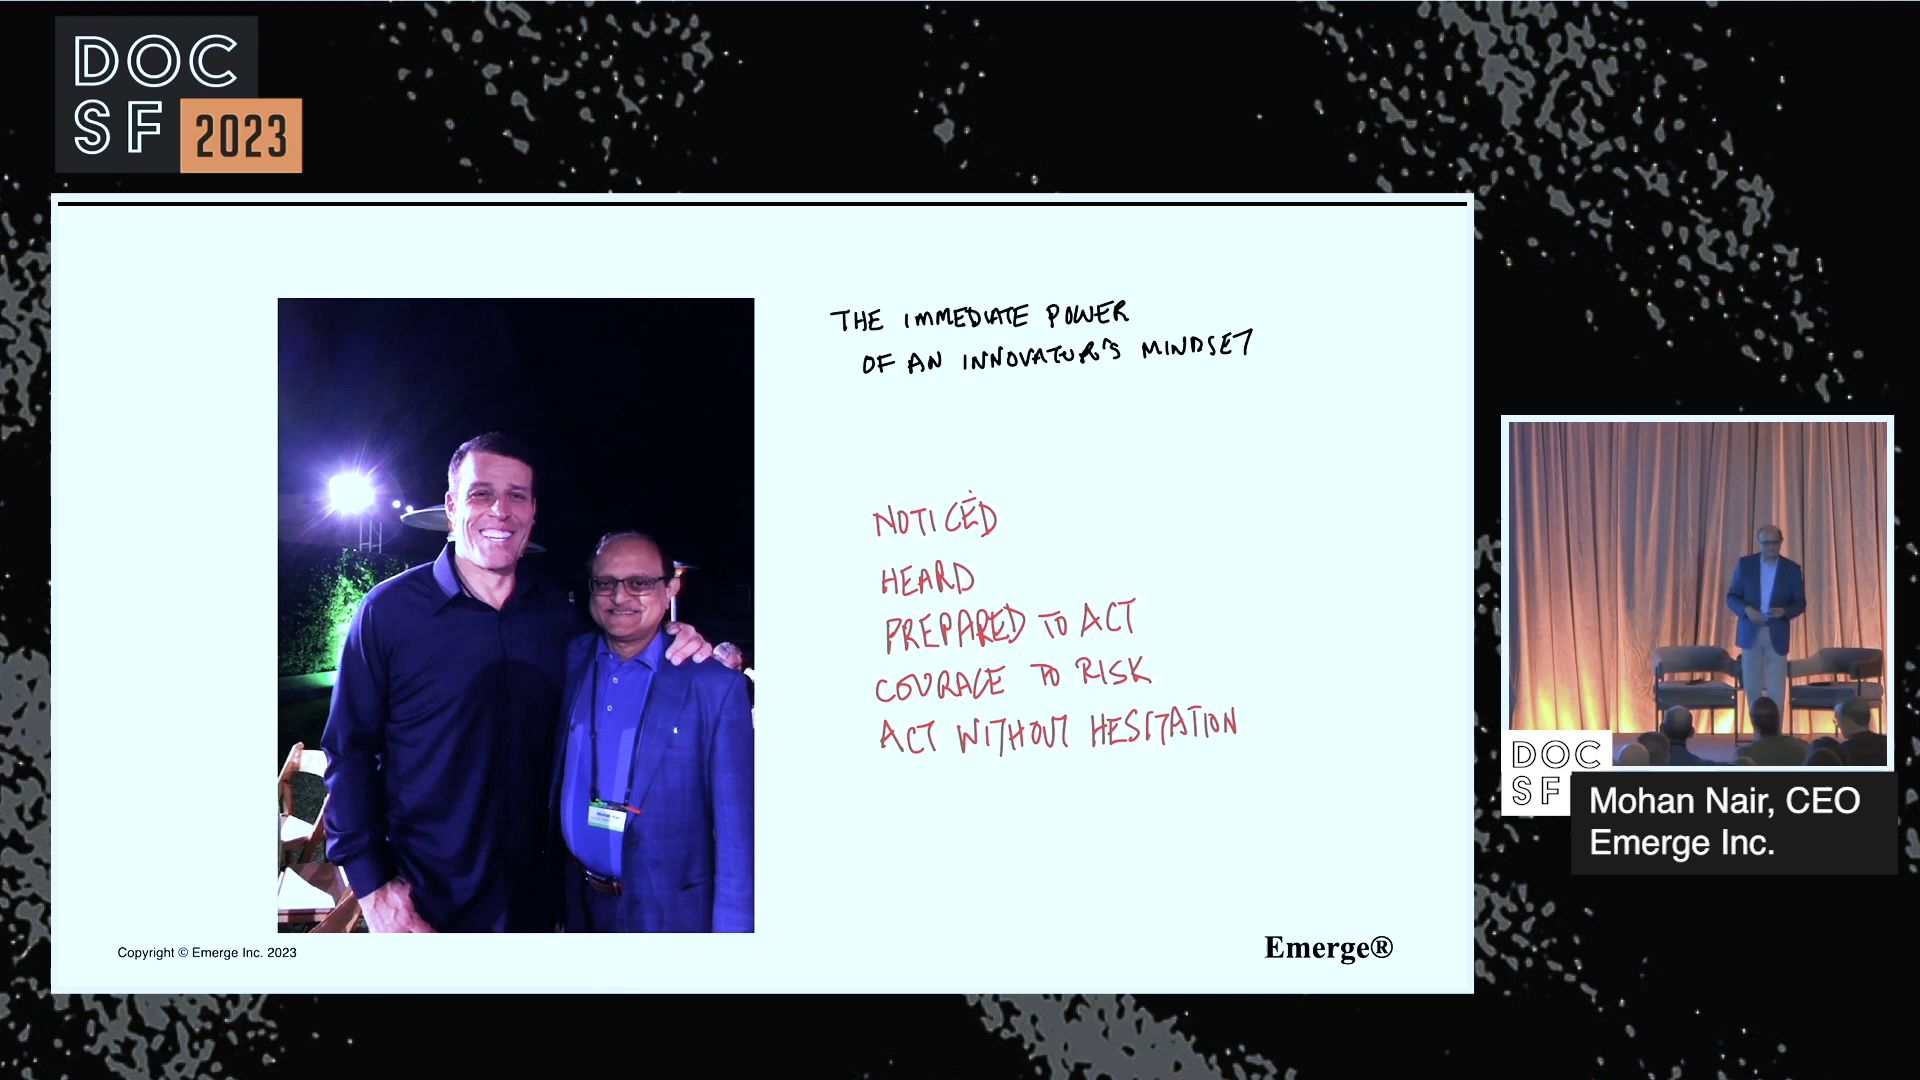 DOC
SF 2023
THE IMMEDIATE POWER
OF AN INNOVATOR'S MINDSET
NOTICED
HEARD
PREPARED TO ACT
COURAGE TO RISK
ACT WITHOUT HESITATION
Copyright © Emerge Inc. 2023
Emerge®
DOC
SF
Mohan Nair, CEO
Emerge Inc.